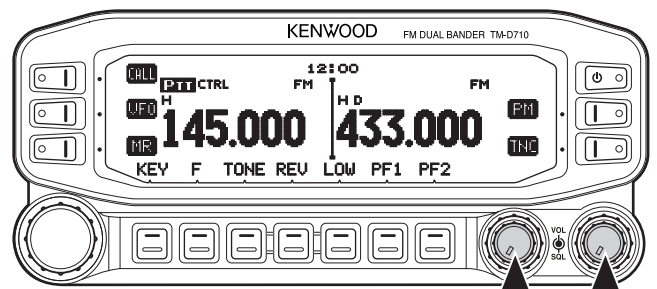 KENWOOD FM DUAL BANDER TM-D710
12:00
CALL PTT CTRL FM FM
VFO H H D PM
145.000 433.000
MR TNC
KEY F TONE REV LOW PF1 PF2
VOL
SQL